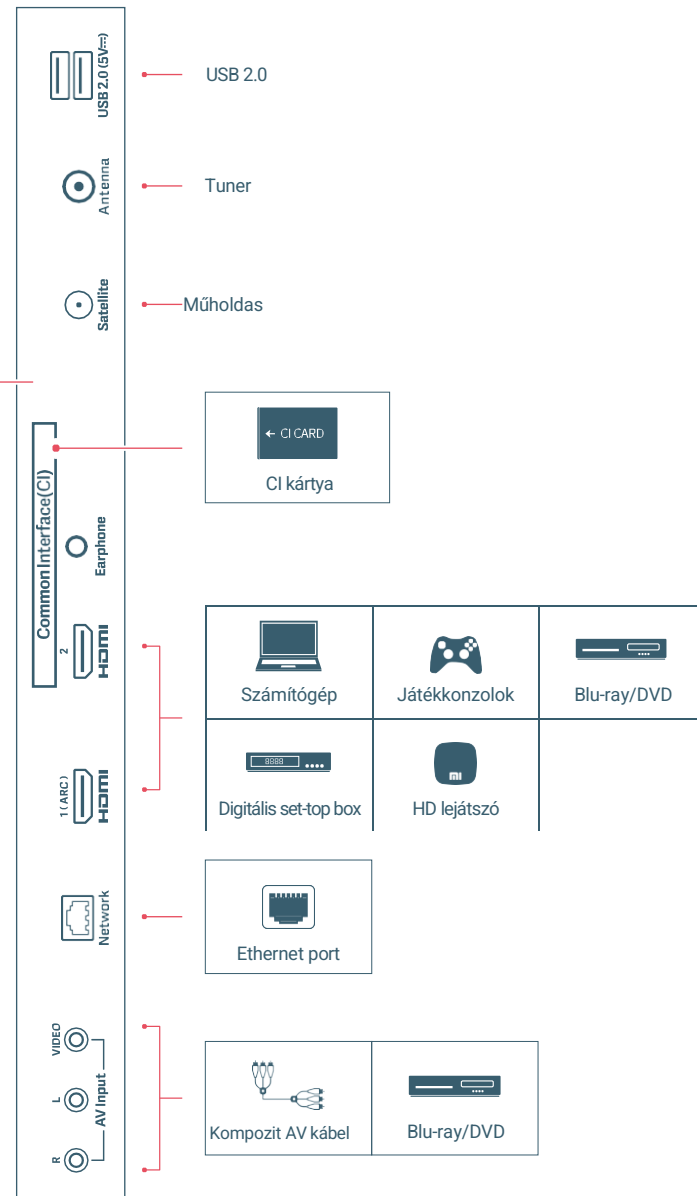 USB 2.0 (5V⎓)
USB 2.0
Antenna
Tuner
Satellite
Műholdas
Common Interface(CI)
← CI CARD
CI kártya
Earphone
2
HDMI
Számítógép
Játékkonzolok
Blu-ray/DVD
8888
mi
Digitális set-top box
HD lejátszó
1 (ARC)
HDMI
Network
Ethernet port
VIDEO
L
R
AV Input
Kompozit AV kábel
Blu-ray/DVD